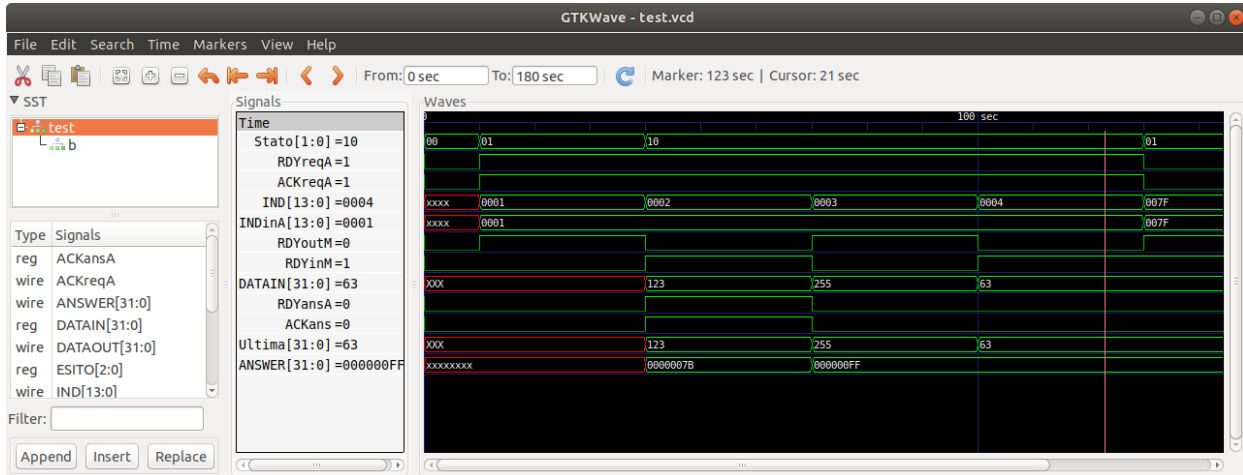 GTKWave - test.vcd
File Edit Search Time Markers View Help
From: 0 sec To: 180 sec Marker: 123 sec | Cursor: 21 sec
SST
test
b
Type Signals
reg ACKansA
wire ACKreqA
wire ANSWER[31:0]
reg DATAIN[31:0]
wire DATAOUT[31:0]
reg ESITO[2:0]
wire IND[13:0]
Filter:
Append Insert Replace
Signals
Time
Stato[1:0]=10
RDYreqA=1
ACKreqA=1
IND[13:0]=0004
INDinA[13:0]=0001
RDYoutM=0
RDYinM=1
DATAIN[31:0]=63
RDYansA=0
ACKans=0
Ultima[31:0]=63
ANSWER[31:0]=000000FF
Waves
0 100 sec
00 01 10 01
xxxx 0001 0002 0003 0004 007F
xxxx 0001 007F
XXX 123 255 63
XXX 123 255 63
xxxxxxxx 0000007B 000000FF